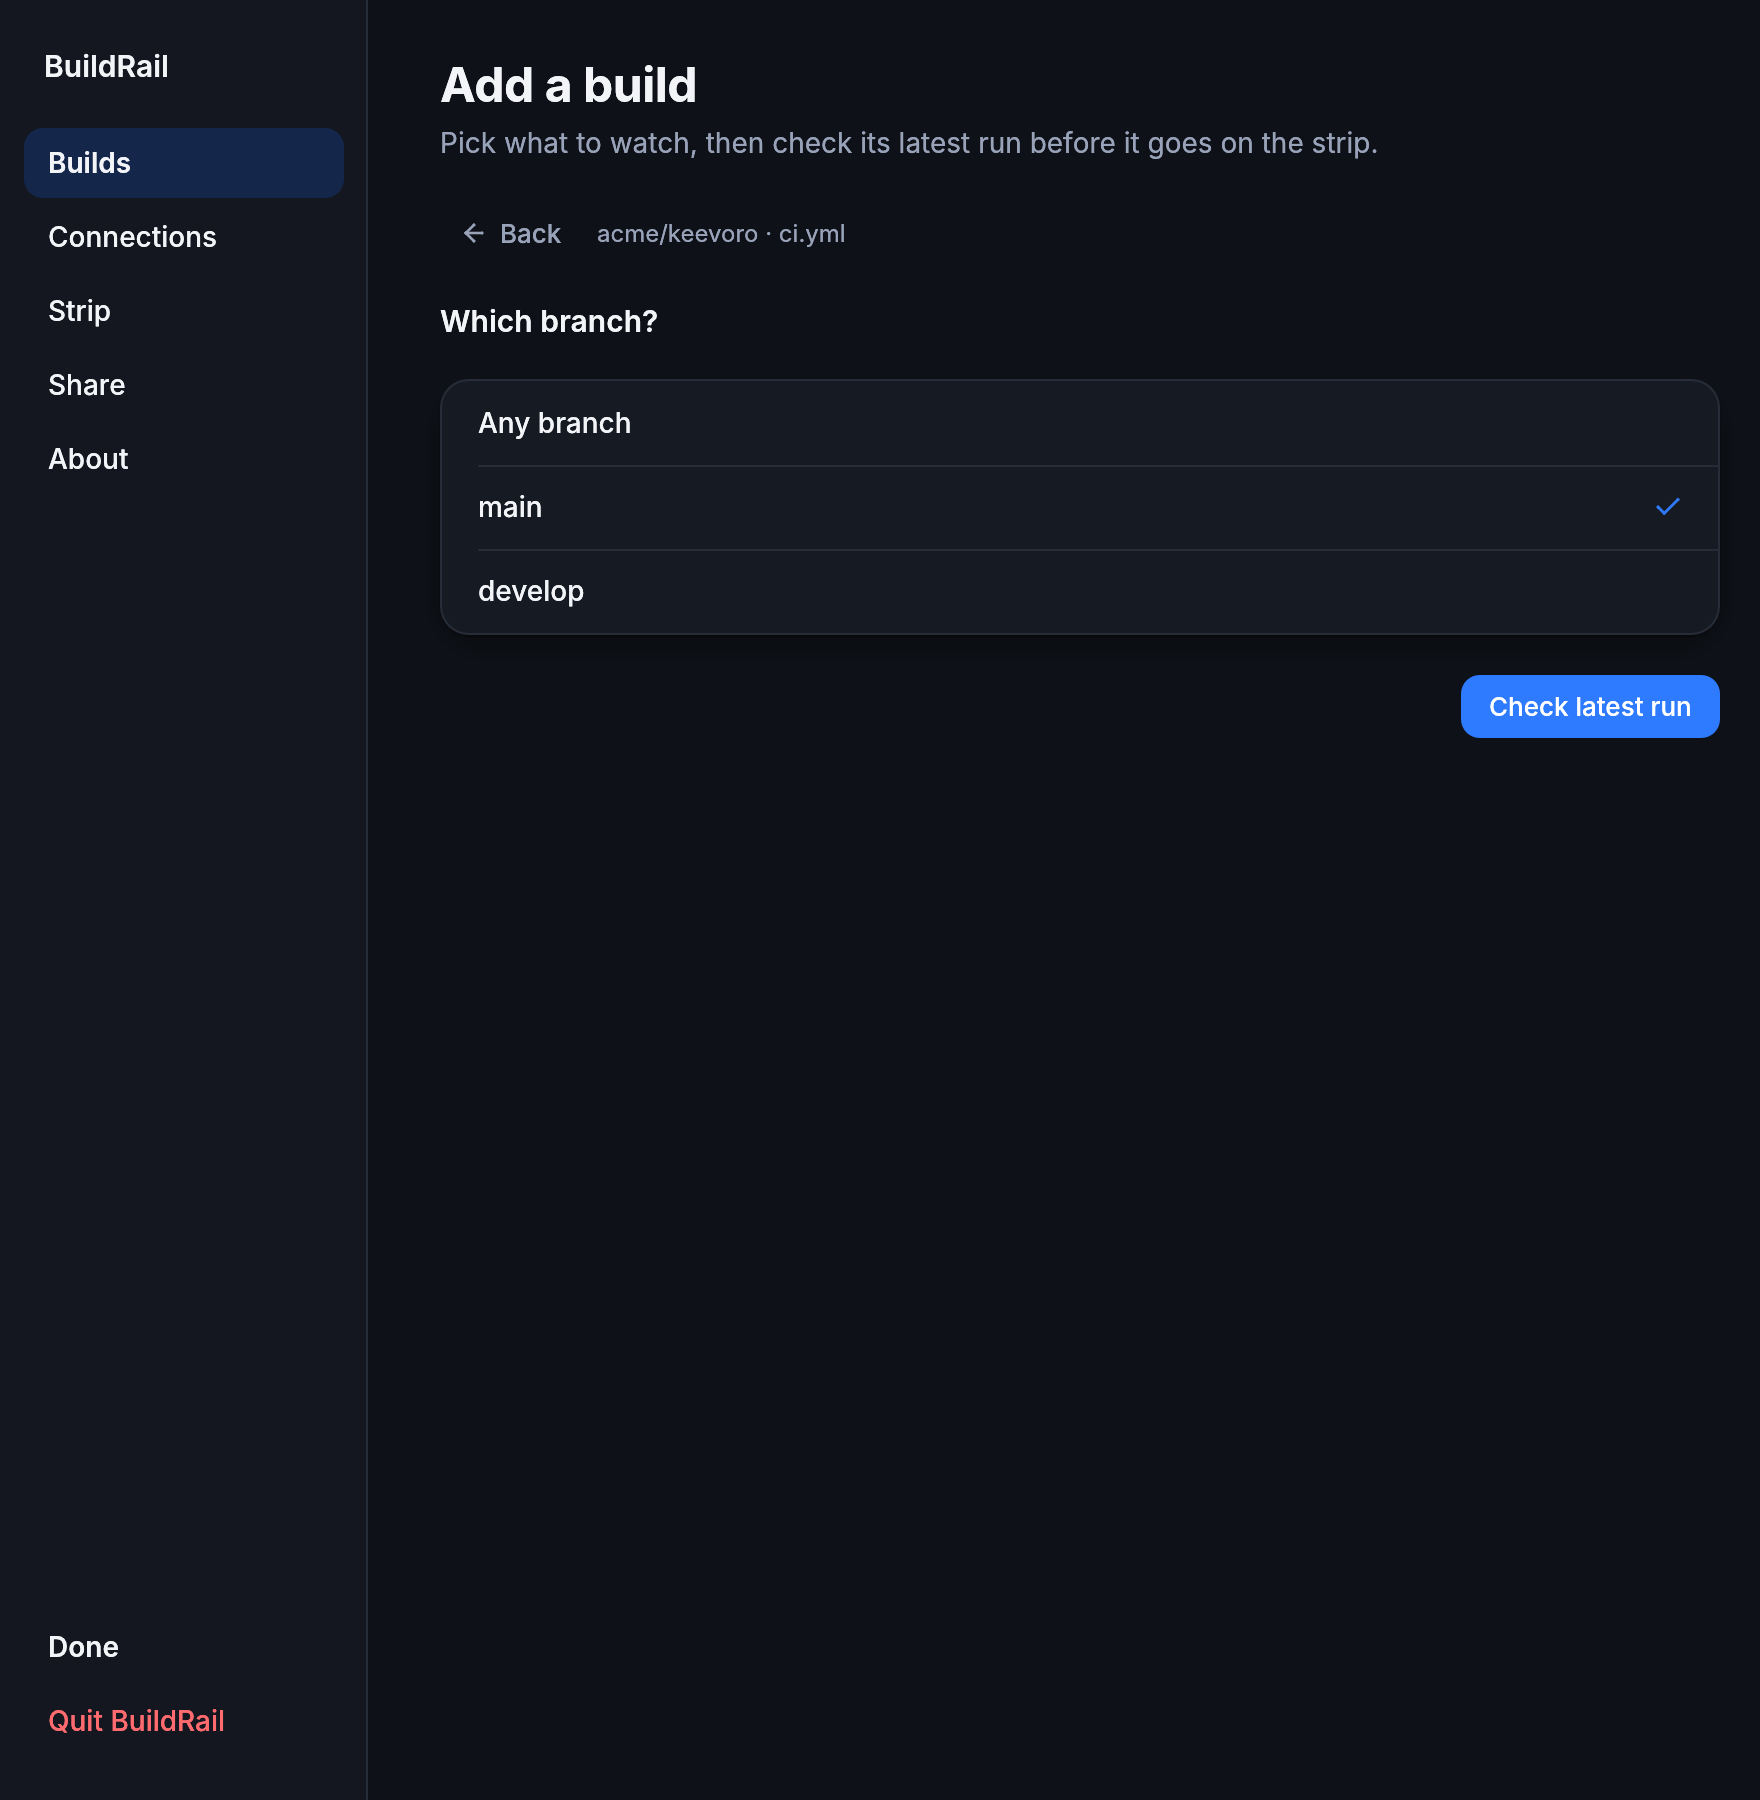 BuildRail
Builds
Connections
Strip
Share
About
Done
Quit BuildRail
Add a build
Pick what to watch, then check its latest run before it goes on the strip.
Back acme/keevoro · ci.yml
Which branch?
Any branch
main
develop
Check latest run